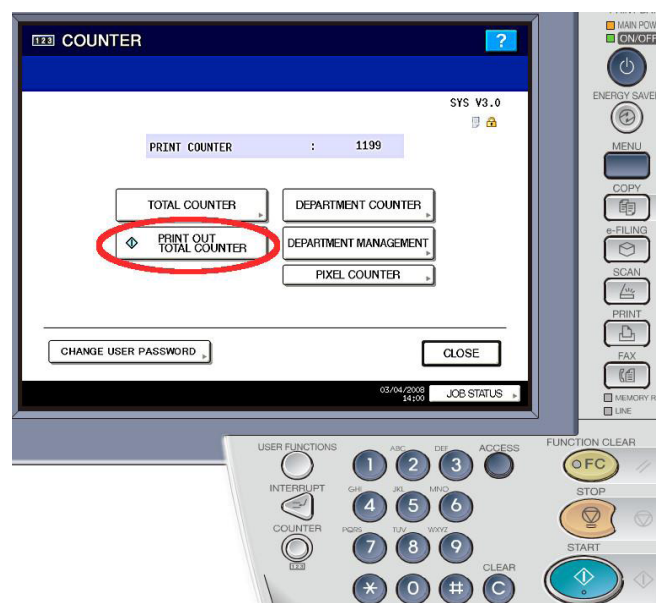 MAIN POW
123 COUNTER ?
ON/OFF
SYS V3.0
ENERGY SAVE
PRINT COUNTER : 1199
MENU
TOTAL COUNTER DEPARTMENT COUNTER
COPY
PRINT OUT
TOTAL COUNTER
DEPARTMENT MANAGEMENT
e-FILING
PIXEL COUNTER
SCAN
PRINT
CHANGE USER PASSWORD CLOSE
FAX
03/04/2008
14:00
JOB STATUS
MEMORY R
LINE
USER FUNCTIONS ABC DEF ACCESS FUNCTION CLEAR
1 2 3 FC
INTERRUPT GHI JKL MNO STOP
4 5 6
COUNTER PQRS TUV WXYZ
7 8 9 START
123
CLEAR
* 0 # C